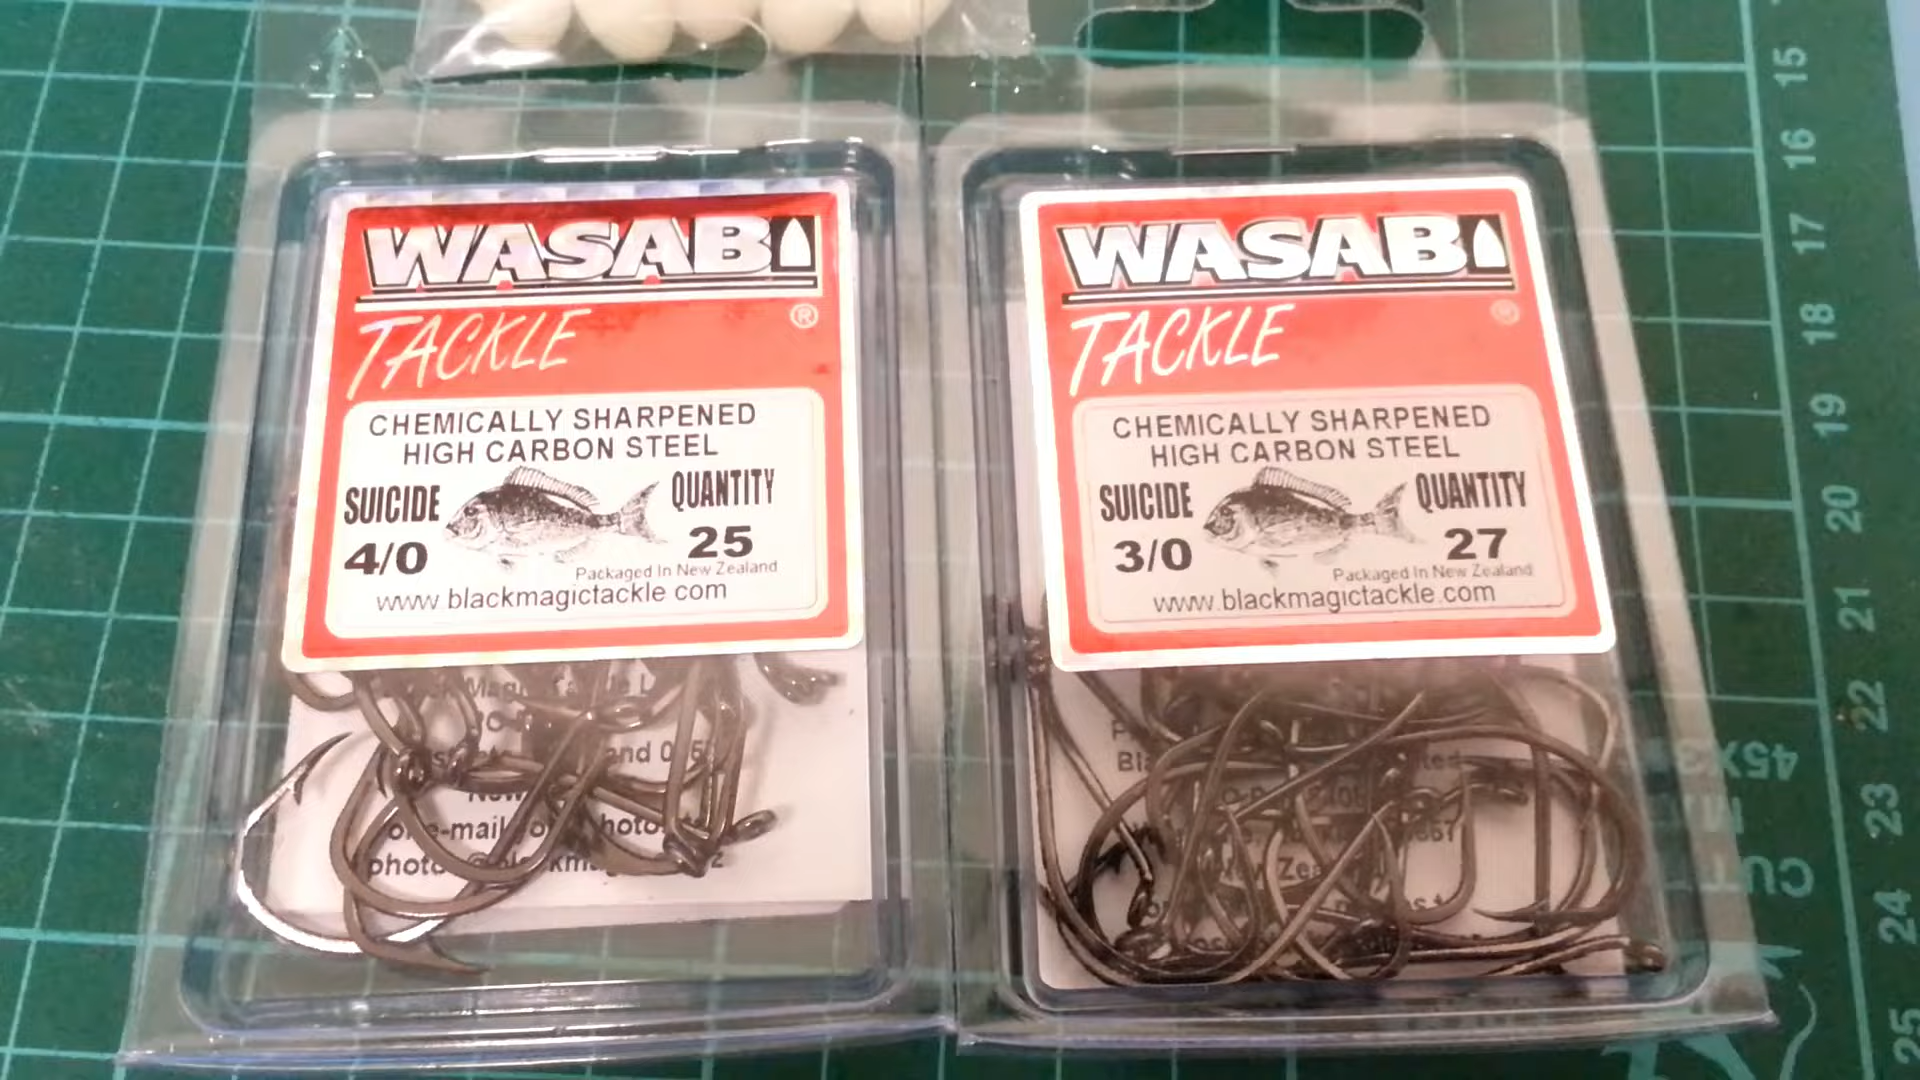 WASABI
TACKLE
®
CHEMICALLY SHARPENED
HIGH CARBON STEEL
SUICIDE
QUANTITY
4/0
25
Packaged In New Zealand
www.blackmagictackle.com
WASABI
TACKLE
®
CHEMICALLY SHARPENED
HIGH CARBON STEEL
SUICIDE
QUANTITY
3/0
27
Packaged In New Zealand
www.blackmagictackle.com
15
16
17
18
19
20
21
22
23
24
25